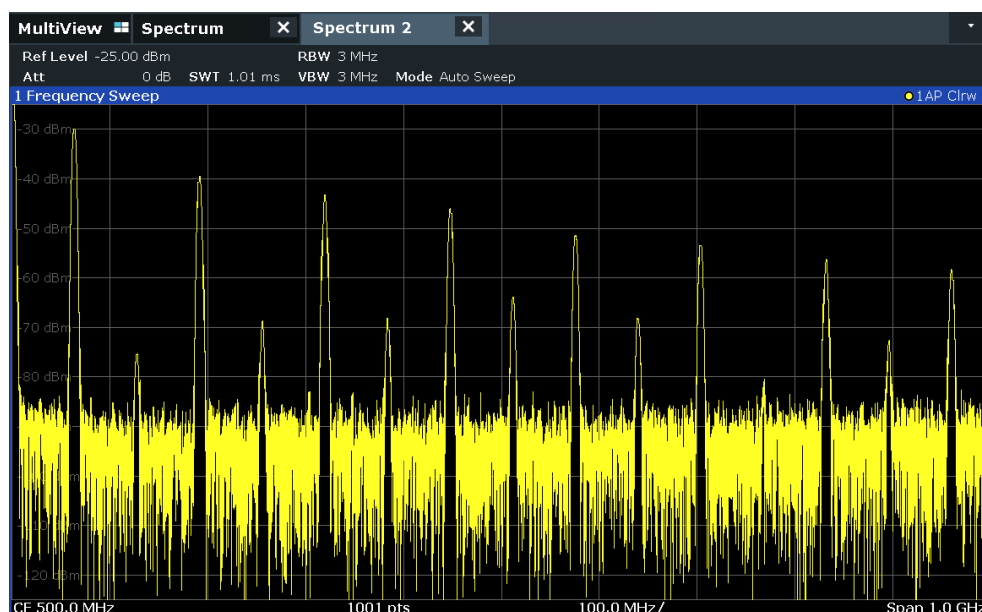 MultiView Spectrum X Spectrum 2 X
Ref Level -25.00 dBm RBW 3 MHz
Att 0 dB SWT 1.01 ms VBW 3 MHz Mode Auto Sweep
1 Frequency Sweep 1AP Clrw
-30 dBm
-40 dBm
-50 dBm
-60 dBm
-70 dBm
-80 dBm
-120 dBm
CF 500.0 MHz 1001 pts 100.0 MHz/ Span 1.0 GHz